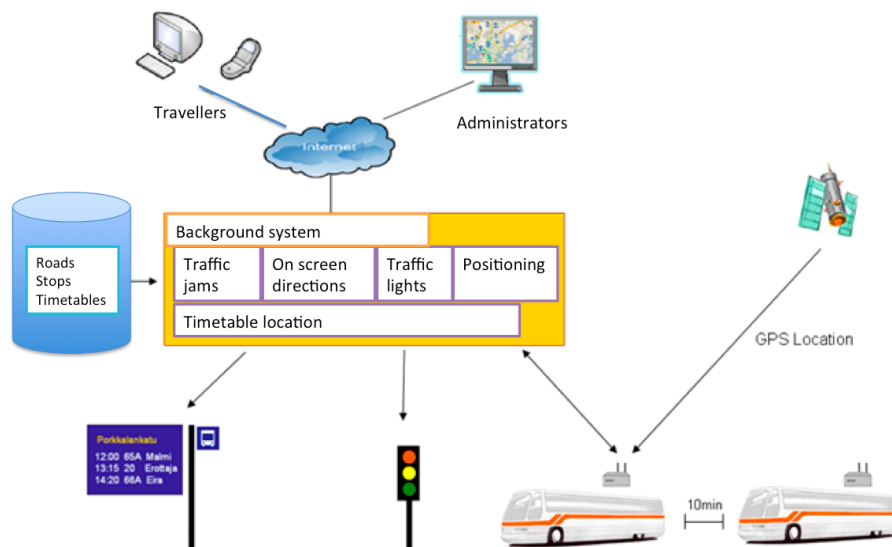 Travellers
Administrators
Internet
Background system
Roads
Stops
Timetables
Traffic
jams
On screen
directions
Traffic
lights
Positioning
Timetable location
GPS Location
Porkkalankatu
12:00 65A Malmi
13:15 20 Erottaja
14:20 66A Eira
10min